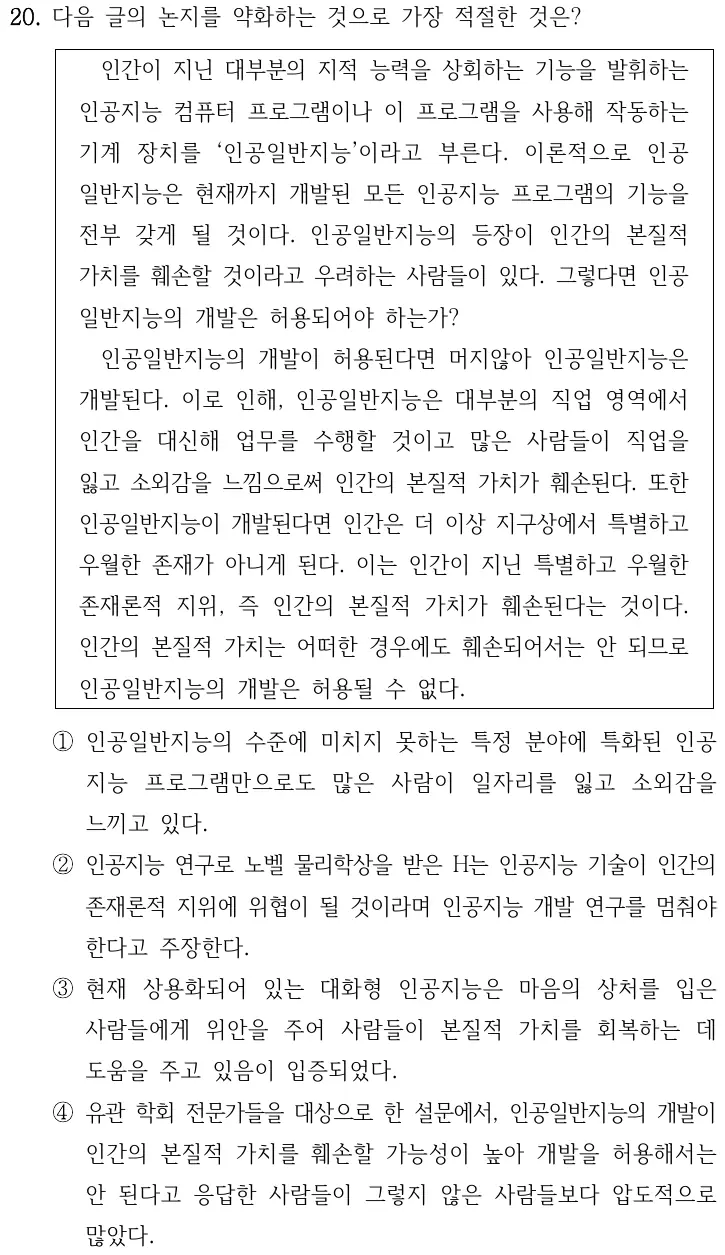 20. 다음 글의 논지를 약화하는 것으로 가장 적절한 것은?
인간이 지닌 대부분의 지적 능력을 상회하는 기능을 발휘하는
인공지능 컴퓨터 프로그램이나 이 프로그램을 사용해 작동하는
기계 장치를 ‘인공일반지능’이라고 부른다. 이론적으로 인공
일반지능은 현재까지 개발된 모든 인공지능 프로그램의 기능을
전부 갖게 될 것이다. 인공일반지능의 등장이 인간의 본질적
가치를 훼손할 것이라고 우려하는 사람들이 있다. 그렇다면 인공
일반지능의 개발은 허용되어야 하는가?
인공일반지능의 개발이 허용된다면 머지않아 인공일반지능은
개발된다. 이로 인해, 인공일반지능은 대부분의 직업 영역에서
인간을 대신해 업무를 수행할 것이고 많은 사람들이 직업을
잃고 소외감을 느낌으로써 인간의 본질적 가치가 훼손된다. 또한
인공일반지능이 개발된다면 인간은 더 이상 지구상에서 특별하고
우월한 존재가 아니게 된다. 이는 인간이 지닌 특별하고 우월한
존재론적 지위, 즉 인간의 본질적 가치가 훼손된다는 것이다.
인간의 본질적 가치는 어떠한 경우에도 훼손되어서는 안 되므로
인공일반지능의 개발은 허용될 수 없다.
① 인공일반지능의 수준에 미치지 못하는 특정 분야에 특화된 인공
지능 프로그램만으로도 많은 사람이 일자리를 잃고 소외감을
느끼고 있다.
② 인공지능 연구로 노벨 물리학상을 받은 H는 인공지능 기술이 인간의
존재론적 지위에 위협이 될 것이라며 인공지능 개발 연구를 멈춰야
한다고 주장한다.
③ 현재 상용화되어 있는 대화형 인공지능은 마음의 상처를 입은
사람들에게 위안을 주어 사람들이 본질적 가치를 회복하는 데
도움을 주고 있음이 입증되었다.
④ 유관 학회 전문가들을 대상으로 한 설문에서, 인공일반지능의 개발이
인간의 본질적 가치를 훼손할 가능성이 높아 개발을 허용해서는
안 된다고 응답한 사람들이 그렇지 않은 사람들보다 압도적으로
많았다.